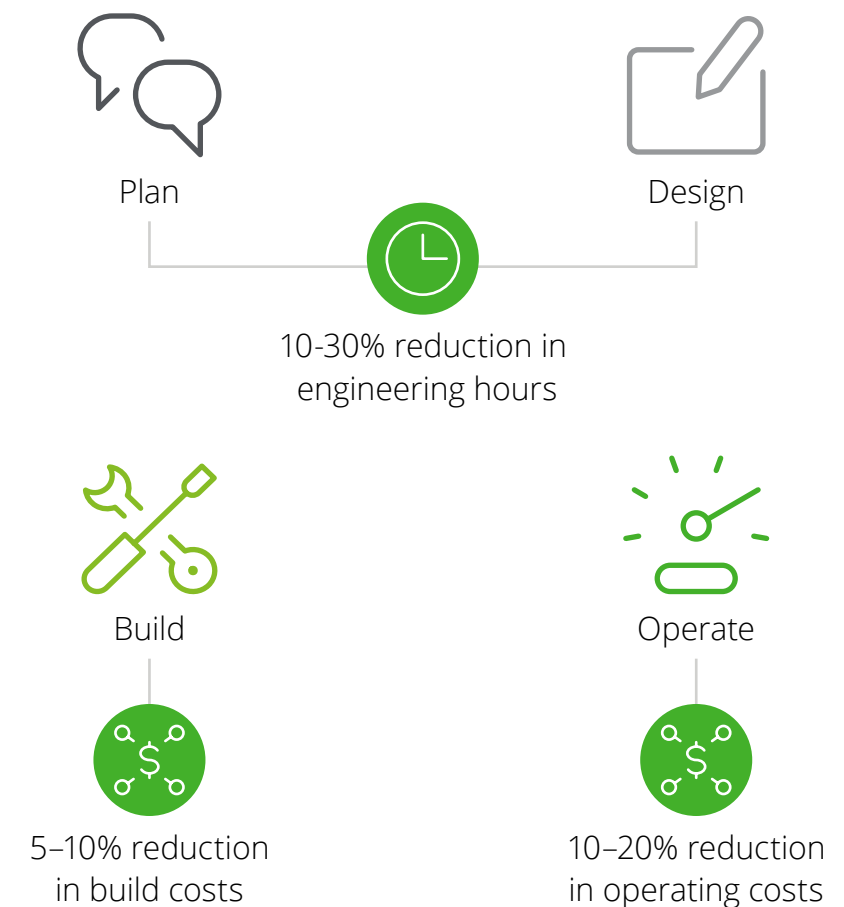 Plan
Design
10-30% reduction in
engineering hours
Build
Operate
$
$
5–10% reduction
in build costs
10–20% reduction
in operating costs